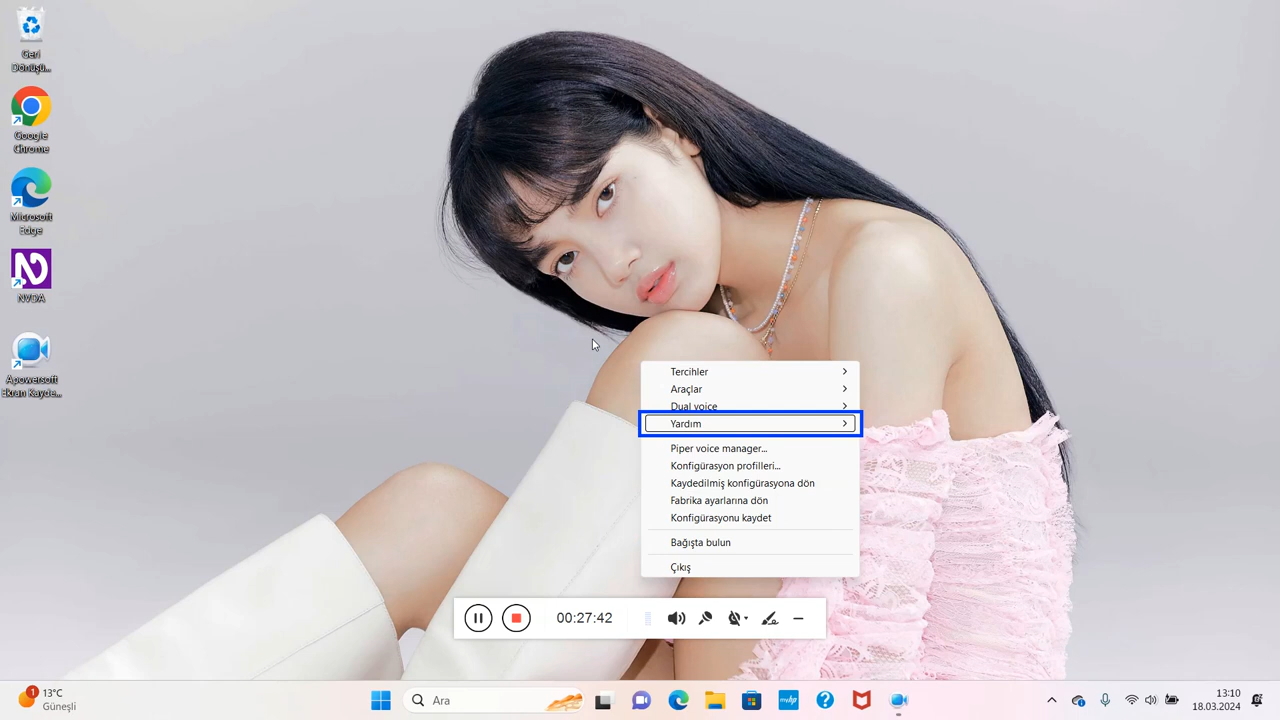 Geri
Dönüşü...
Google
Chrome
Microsoft
Edge
NVDA
Apowersoft
Ekran Kayde...
Tercihler
Araçlar
Dual voice
Yardım
Piper voice manager...
Konfigürasyon profilleri...
Kaydedilmiş konfigürasyona dön
Fabrika ayarlarına dön
Konfigürasyonu kaydet
Bağışta bulun
Çıkış
00:27:42
1
13°C
Güneşli
Ara
myhp
13:10
18.03.2024